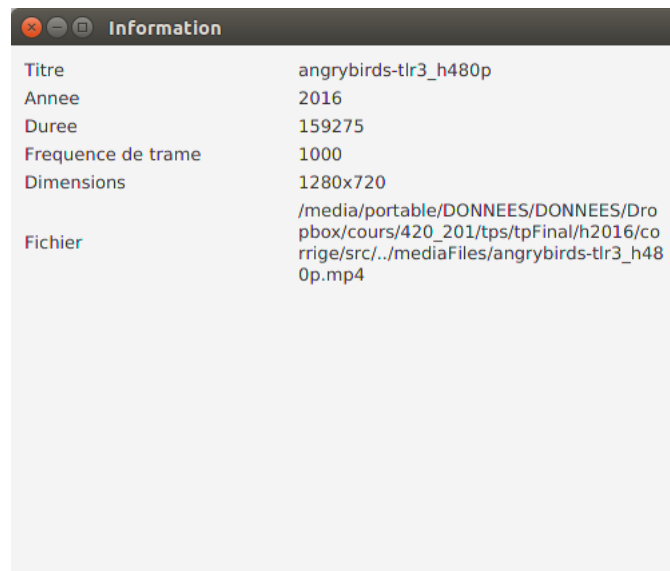 Information
Titre angrybirds-tlr3_h480p
Annee 2016
Duree 159275
Frequence de trame 1000
Dimensions 1280x720
Fichier /media/portable/DONNEES/DONNEES/Dro
pbox/cours/420_201/tps/tpFinal/h2016/co
rrige/src/../mediaFiles/angrybirds-tlr3_h48
0p.mp4